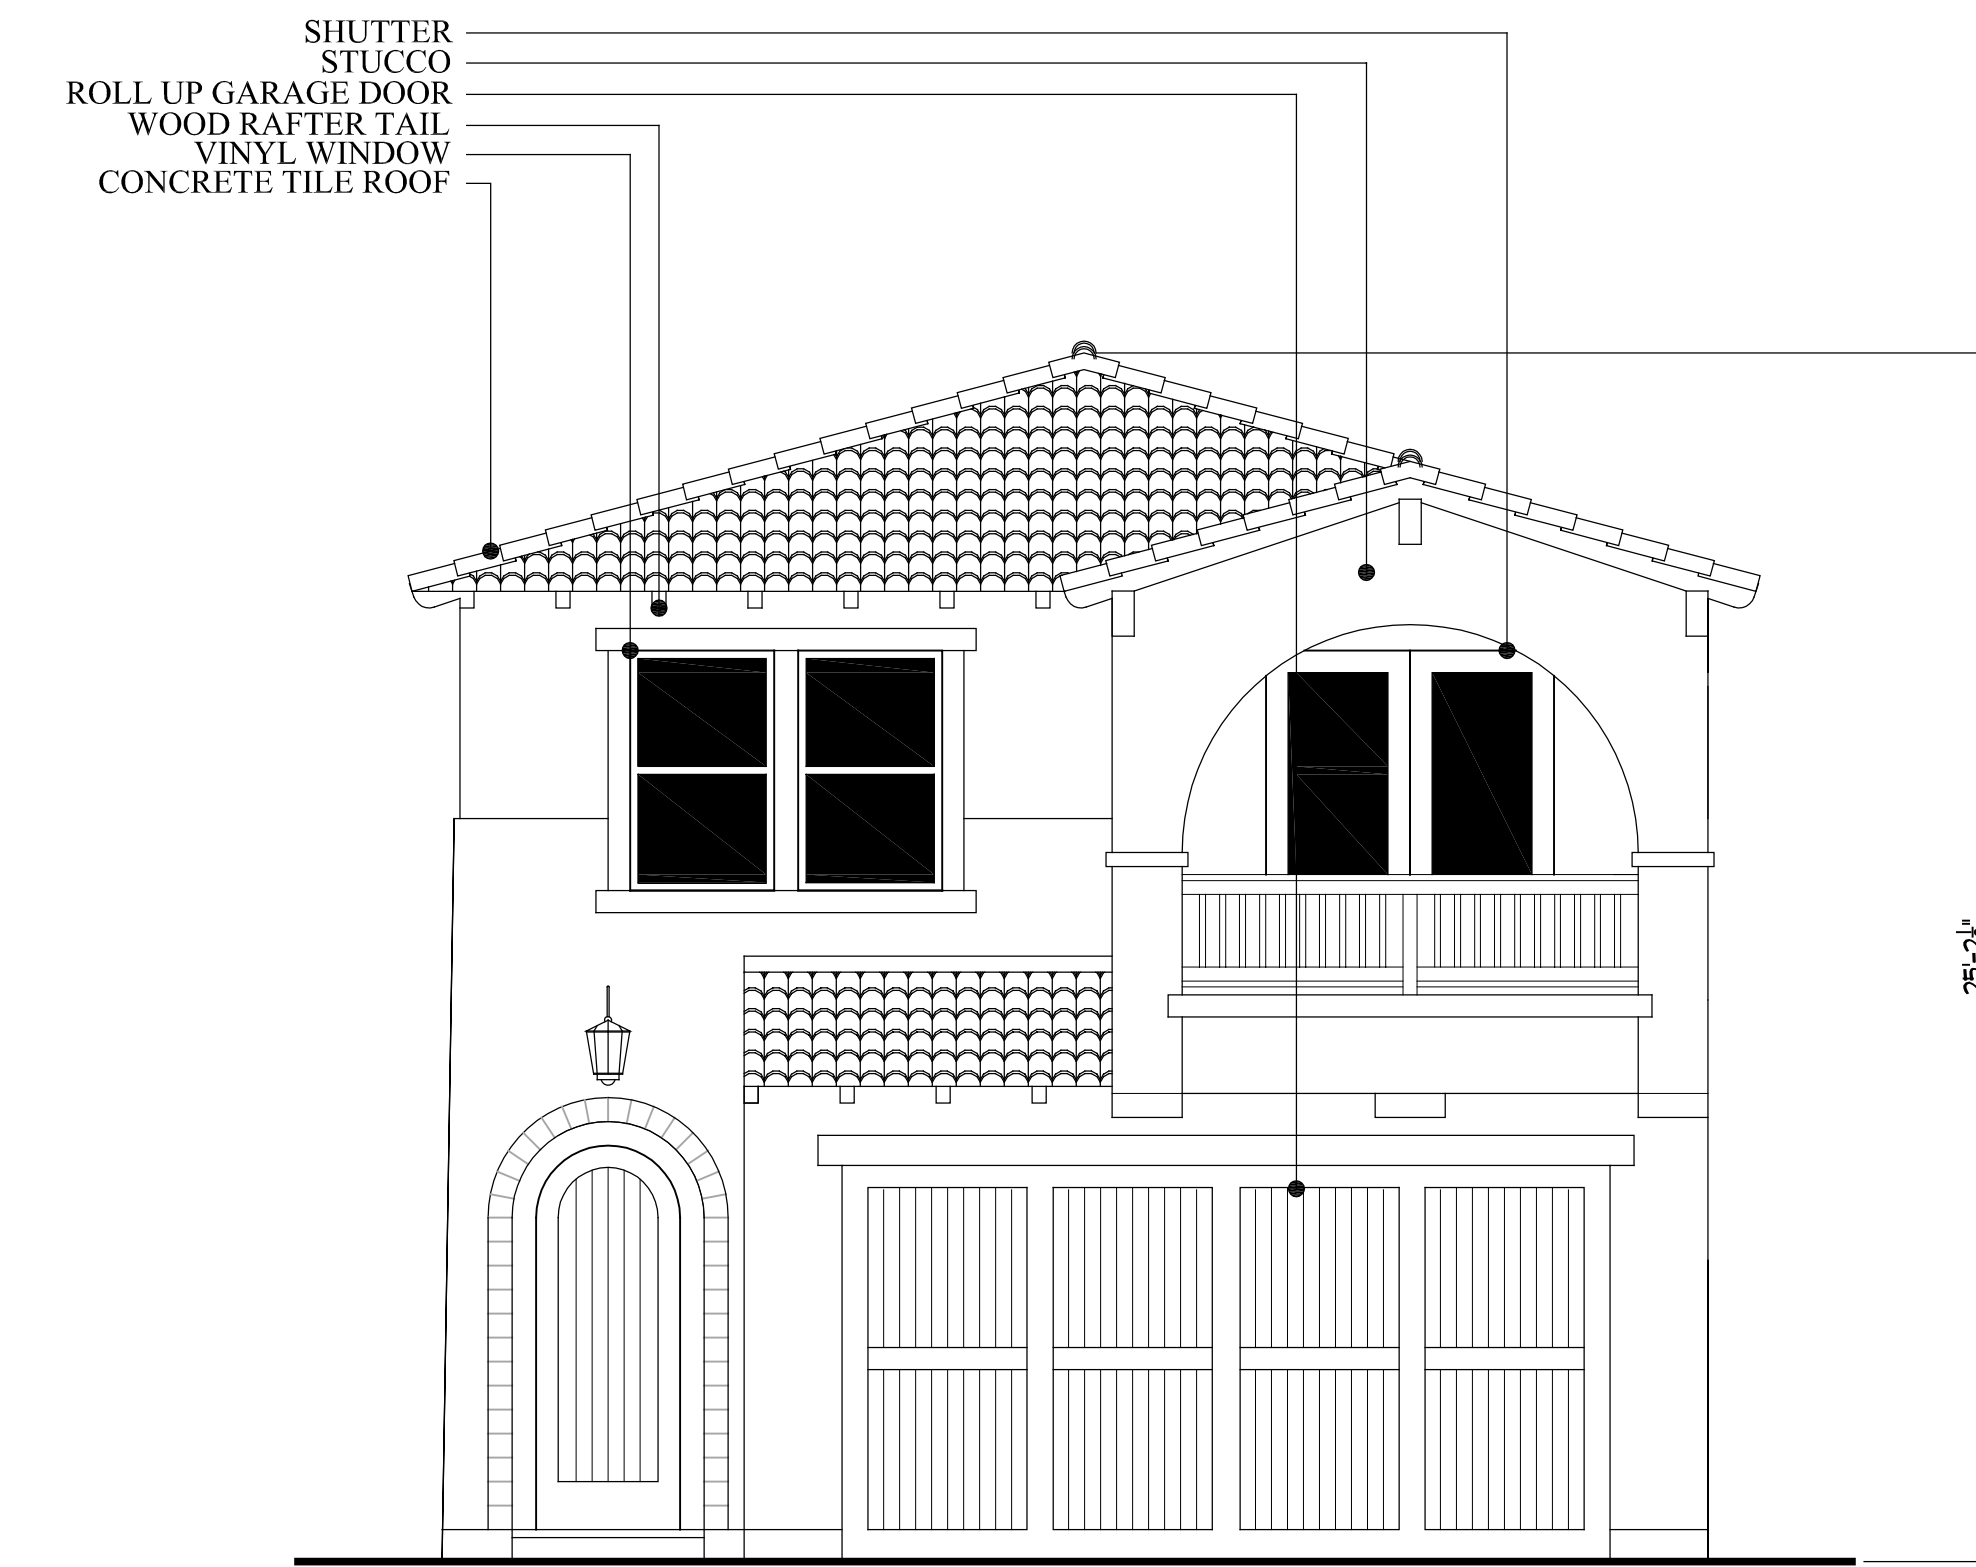 SHUTTER
STUCCO
ROLL UP GARAGE DOOR
WOOD RAFTER TAIL
VINYL WINDOW
CONCRETE TILE ROOF